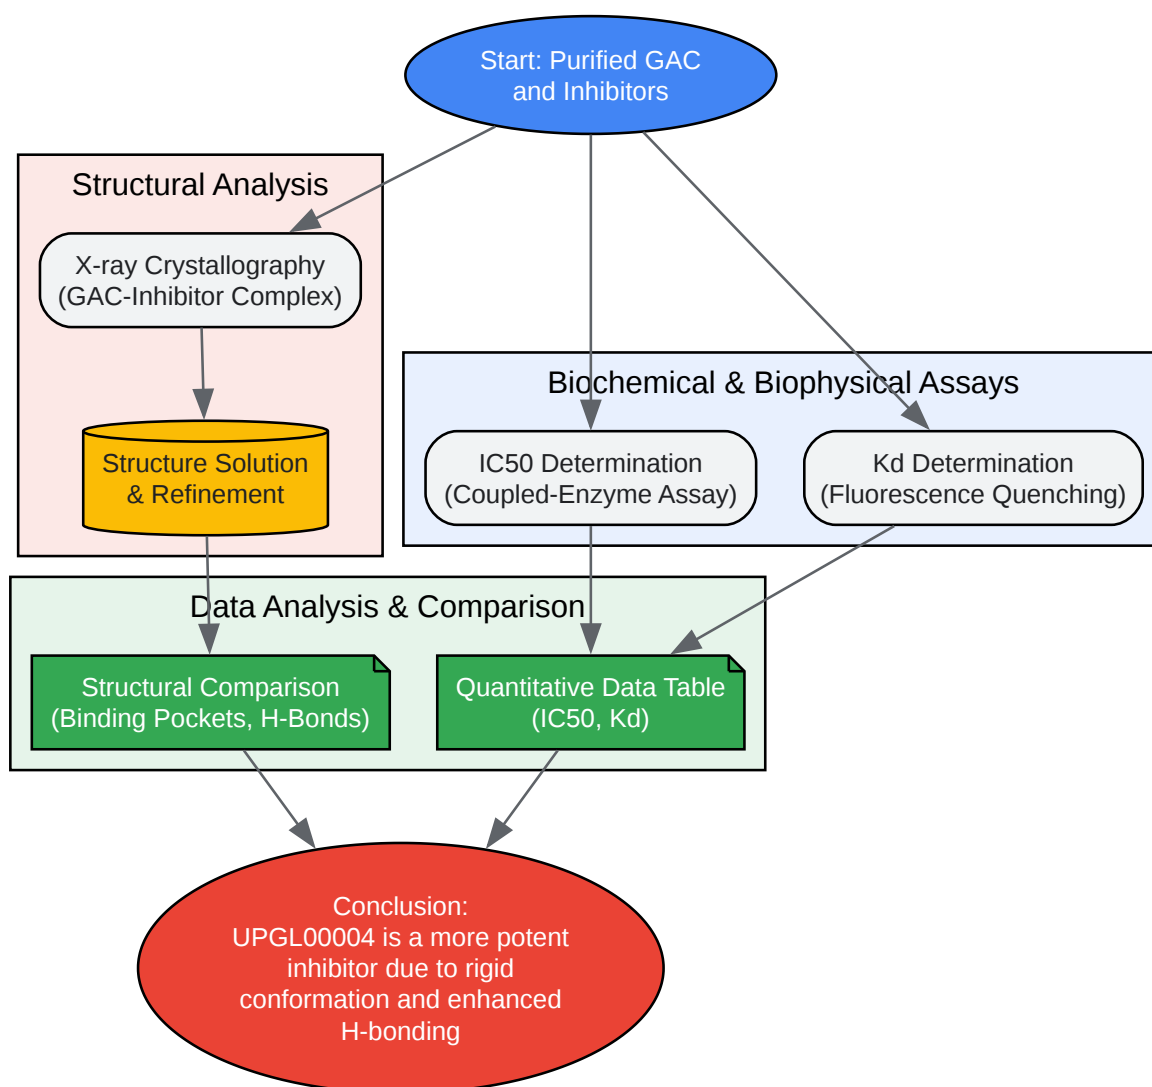 Start: Purified GAC
and Inhibitors
Structural Analysis
X-ray Crystallography
(GAC-Inhibitor Complex)
Structure Solution
& Refinement
Biochemical & Biophysical Assays
IC50 Determination
(Coupled-Enzyme Assay)
Kd Determination
(Fluorescence Quenching)
Data Analysis & Comparison
Structural Comparison
(Binding Pockets, H-Bonds)
Quantitative Data Table
(IC50, Kd)
Conclusion:
UPGL00004 is a more potent
inhibitor due to rigid
conformation and enhanced
H-bonding